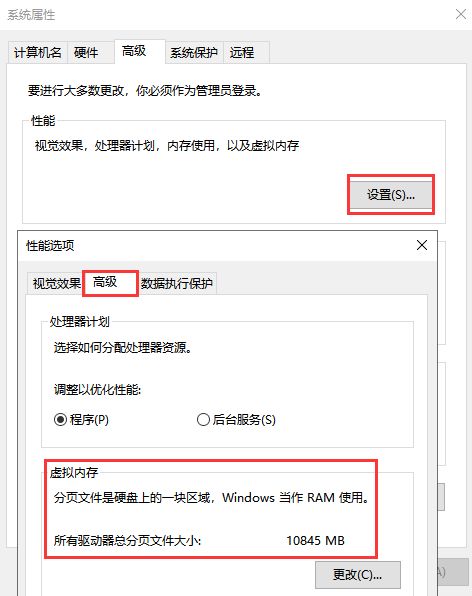 系统属性
计算机名 硬件 高级 系统保护 远程
要进行大多数更改，你必须作为管理员登录。
性能
视觉效果，处理器计划，内存使用，以及虚拟内存
设置(S)...
性能选项
视觉效果 高级 数据执行保护
处理器计划
选择如何分配处理器资源。
调整以优化性能:
程序(P) 后台服务(S)
虚拟内存
分页文件是硬盘上的一块区域，Windows 当作 RAM 使用。
所有驱动器总分页文件大小: 10845 MB
更改(C)...
A)